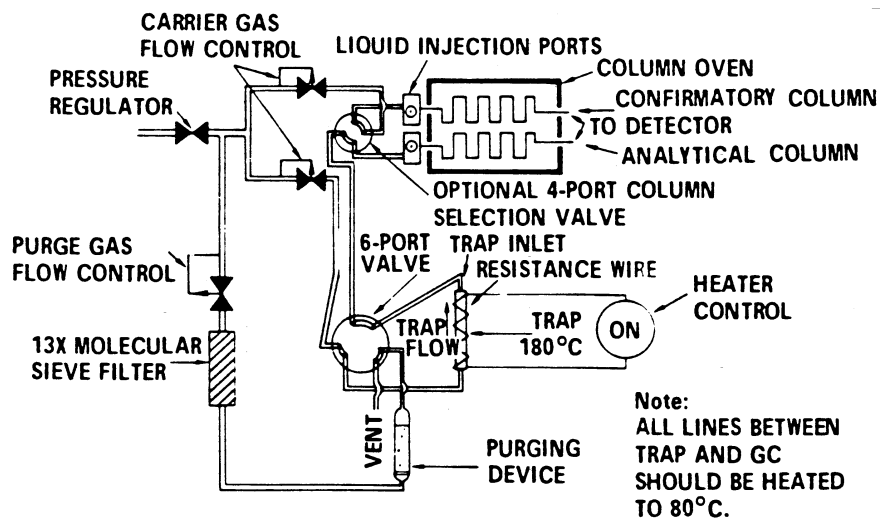 CARRIER GAS
FLOW CONTROL
LIQUID INJECTION PORTS
PRESSURE
REGULATOR
COLUMN OVEN
CONFIRMATORY COLUMN
TO DETECTOR
ANALYTICAL COLUMN
OPTIONAL 4-PORT COLUMN
SELECTION VALVE
PURGE GAS
FLOW CONTROL
6-PORT
VALVE
TRAP INLET
RESISTANCE WIRE
HEATER
CONTROL
TRAP
FLOW
TRAP
180°C
ON
13X MOLECULAR
SIEVE FILTER
VENT
PURGING
DEVICE
Note:
ALL LINES BETWEEN
TRAP AND GC
SHOULD BE HEATED
TO 80°C.